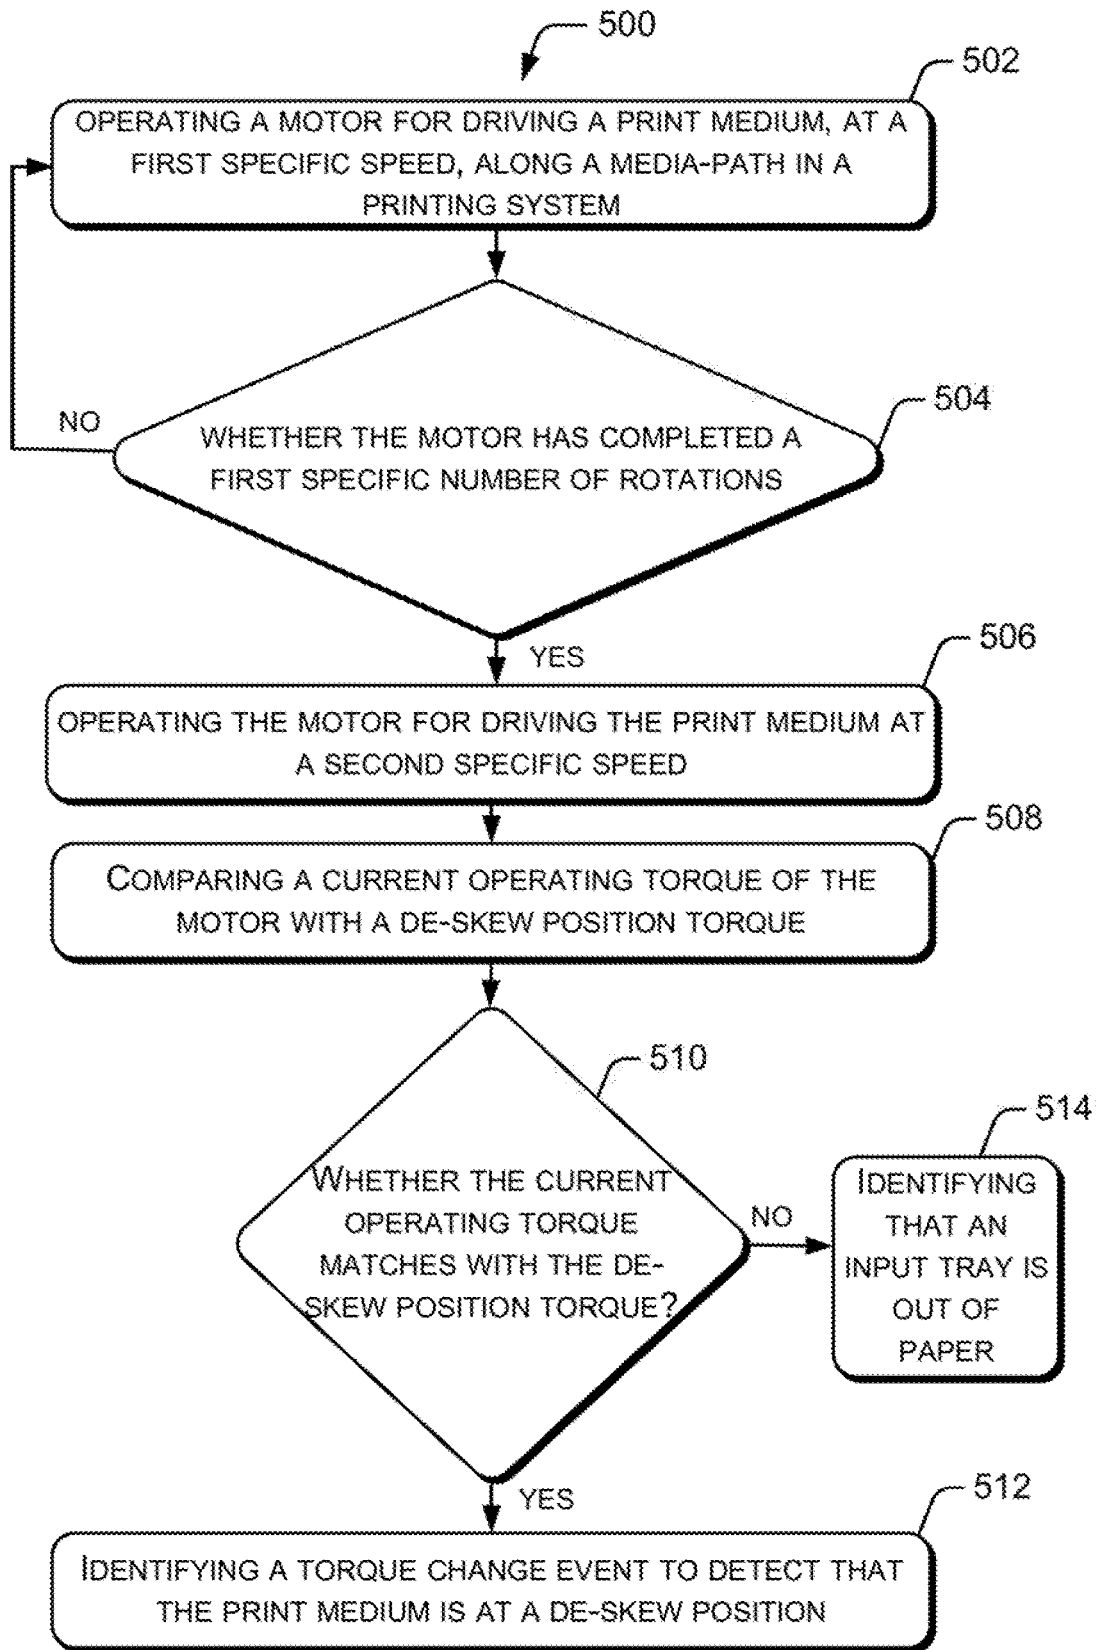 500
502
OPERATING A MOTOR FOR DRIVING A PRINT MEDIUM, AT A
FIRST SPECIFIC SPEED, ALONG A MEDIA-PATH IN A
PRINTING SYSTEM
504
NO
WHETHER THE MOTOR HAS COMPLETED A
FIRST SPECIFIC NUMBER OF ROTATIONS
YES
506
OPERATING THE MOTOR FOR DRIVING THE PRINT MEDIUM AT
A SECOND SPECIFIC SPEED
508
COMPARING A CURRENT OPERATING TORQUE OF THE
MOTOR WITH A DE-SKEW POSITION TORQUE
510
WHETHER THE CURRENT
OPERATING TORQUE
MATCHES WITH THE DE-
SKEW POSITION TORQUE?
NO
514
IDENTIFYING
THAT AN
INPUT TRAY IS
OUT OF
PAPER
YES
512
IDENTIFYING A TORQUE CHANGE EVENT TO DETECT THAT
THE PRINT MEDIUM IS AT A DE-SKEW POSITION